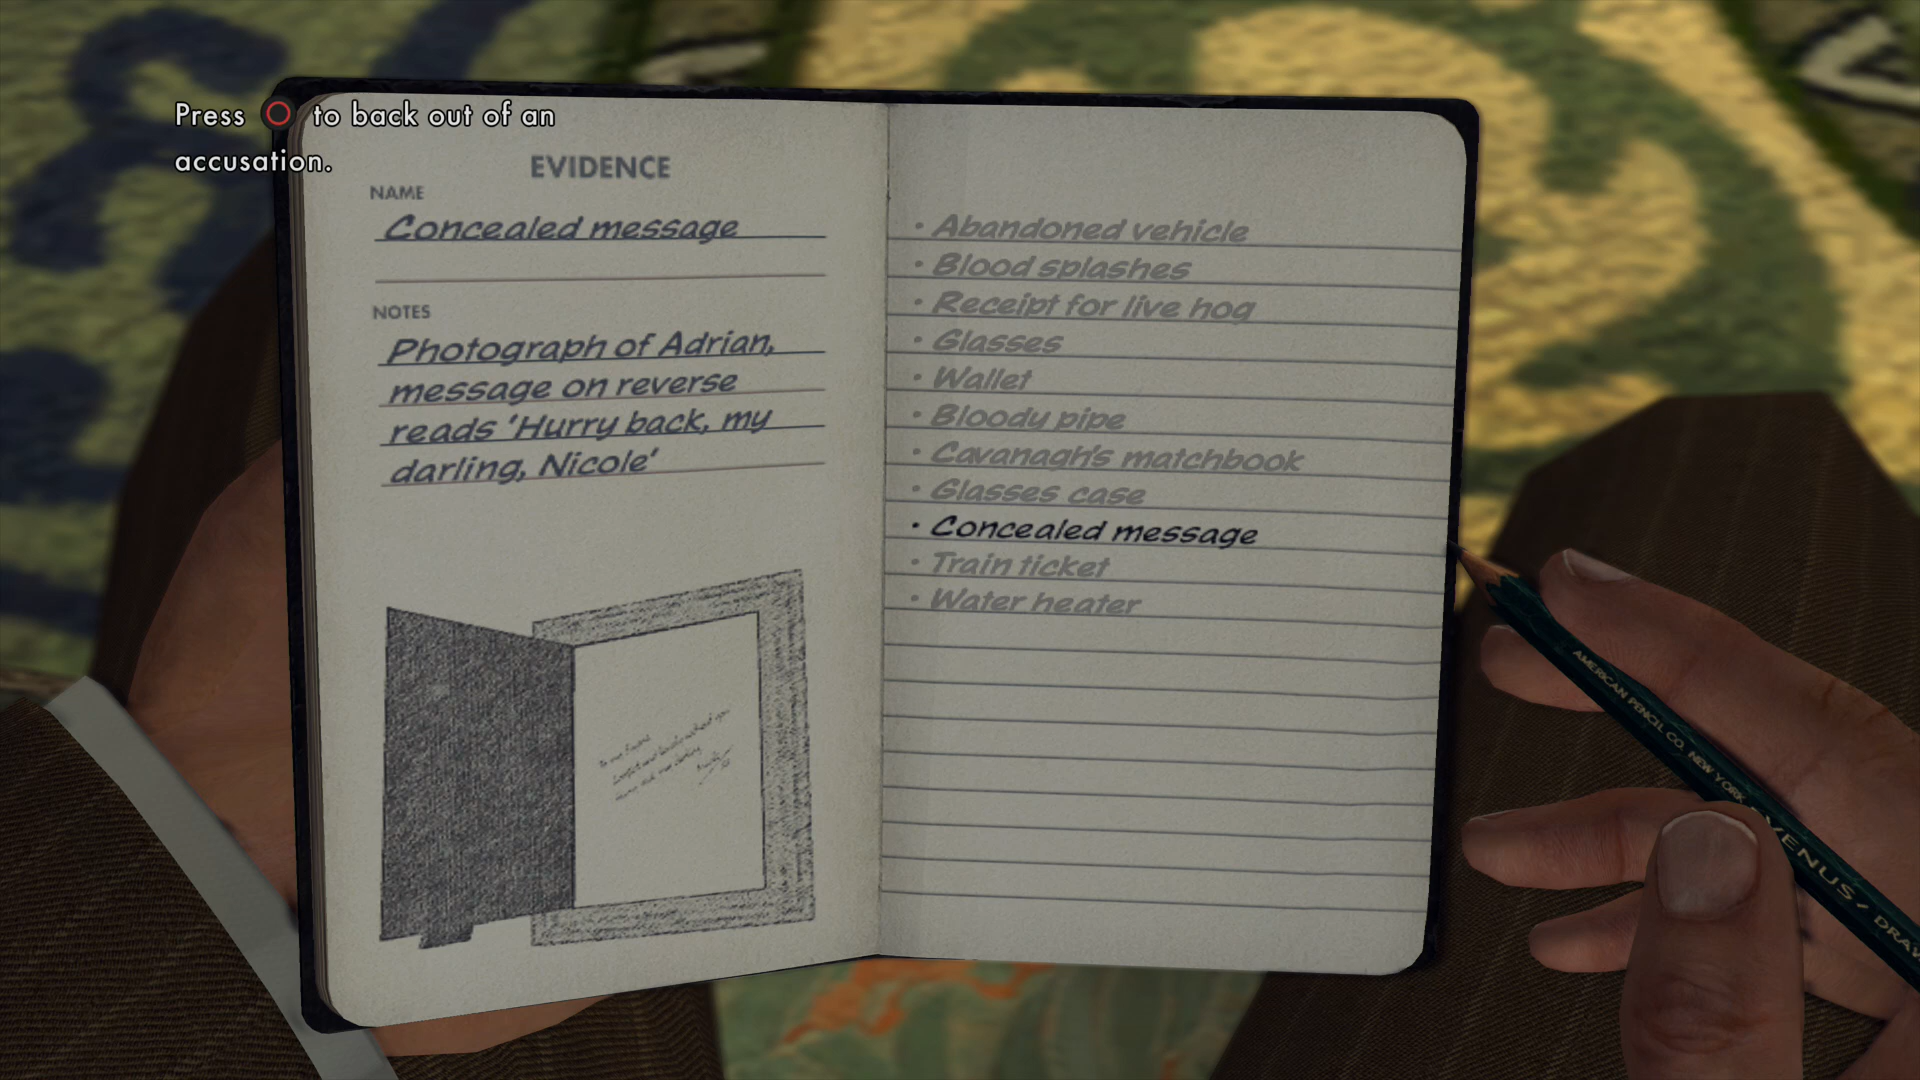 Press to back out of an
accusation.
EVIDENCE
NAME
Concealed message
NOTES
Photograph of Adrian,
message on reverse
reads 'Hurry back, my
darling, Nicole'
• Abandoned vehicle
• Blood splashes
• Receipt for live hog
• Glasses
• Wallet
• Bloody pipe
• Cavanagh's matchbook
• Glasses case
• Concealed message
• Train ticket
• Water heater
AMERICAN PENCIL CO. NEW YORK VENUS